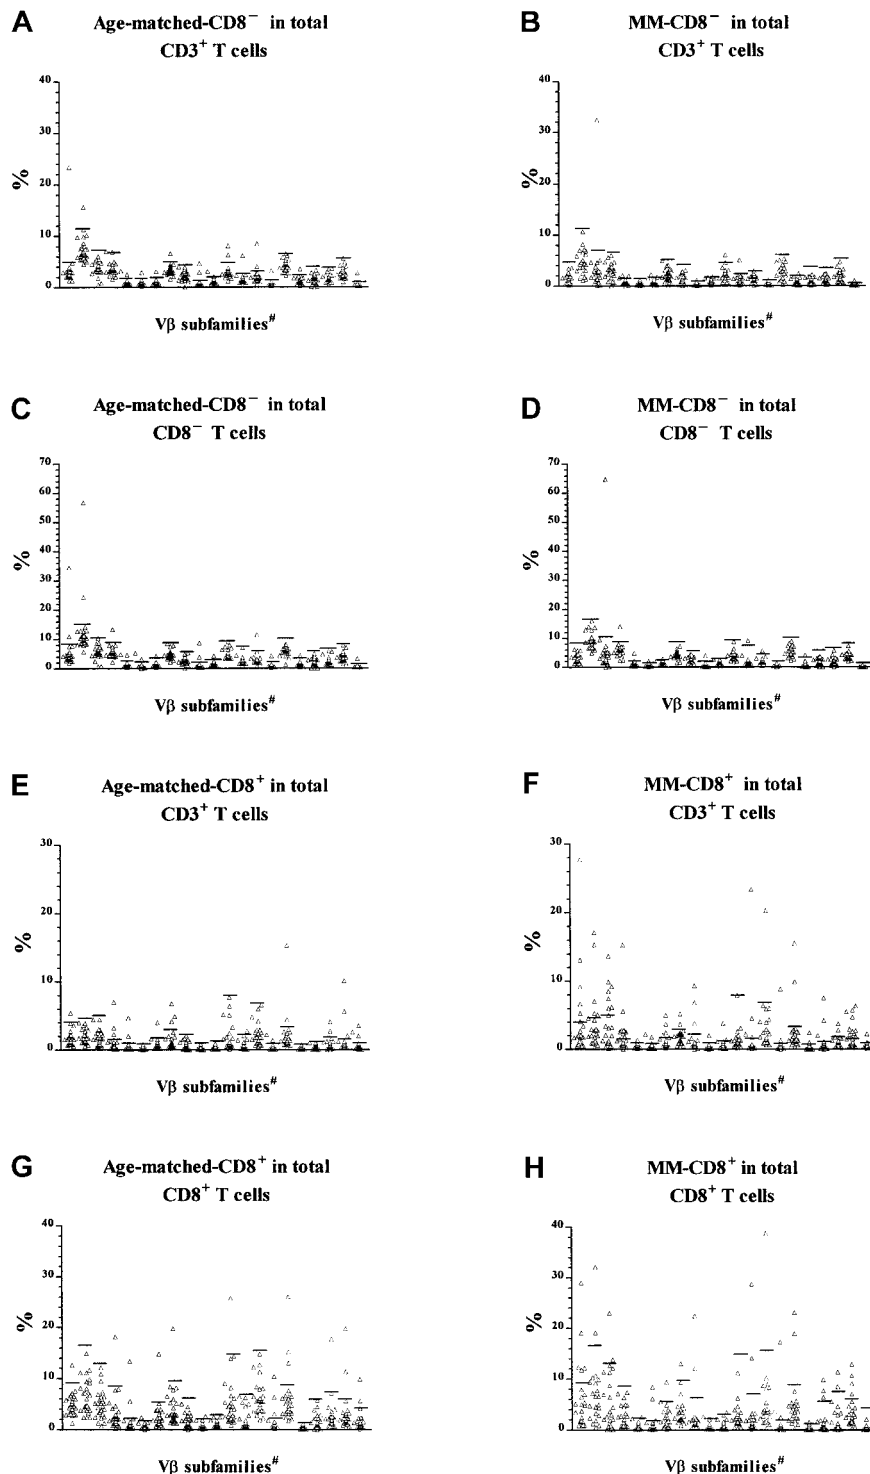 A
Age-matched-CD8⁻ in total
CD3⁺ T cells
40
30
20
10
0
%
Vβ subfamilies#
B
MM-CD8⁻ in total
CD3⁺ T cells
40
30
20
10
0
%
Vβ subfamilies#
C
Age-matched-CD8⁻ in total
CD8⁻ T cells
70
60
50
40
30
20
10
0
%
Vβ subfamilies#
D
MM-CD8⁻ in total
CD8⁻ T cells
70
60
50
40
30
20
10
0
%
Vβ subfamilies#
E
Age-matched-CD8⁺ in total
CD3⁺ T cells
30
20
10
0
%
Vβ subfamilies#
F
MM-CD8⁺ in total
CD3⁺ T cells
30
20
10
0
%
Vβ subfamilies#
G
Age-matched-CD8⁺ in total
CD8⁺ T cells
40
30
20
10
0
%
Vβ subfamilies#
H
MM-CD8⁺ in total
CD8⁺ T cells
40
30
20
10
0
%
Vβ subfamilies#